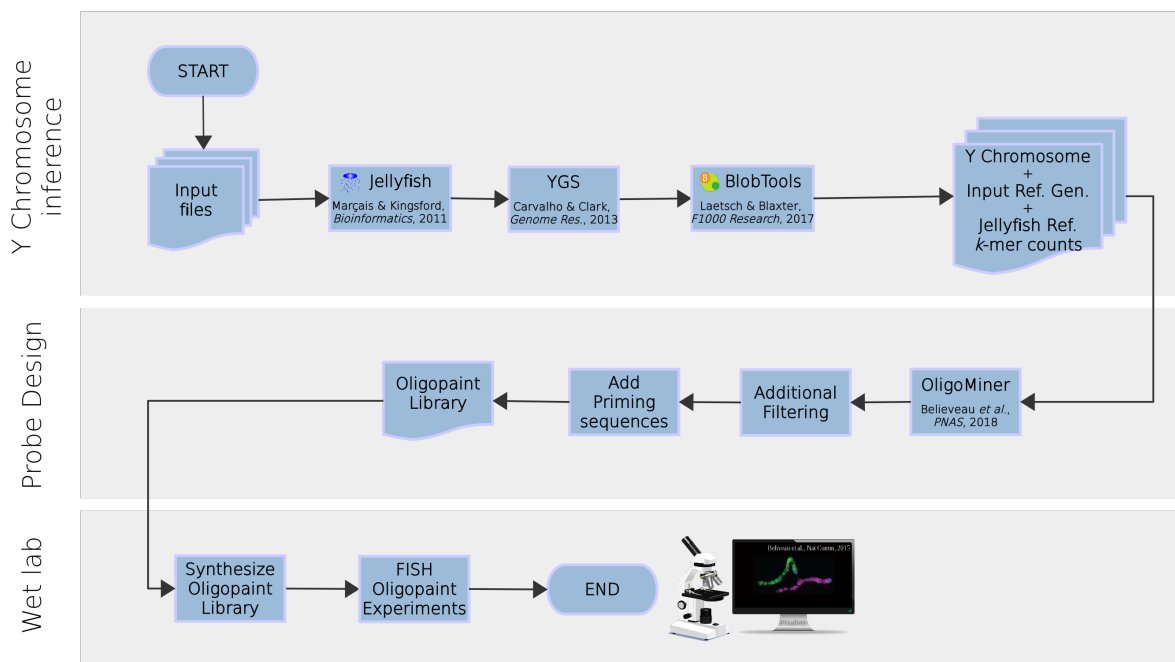 Y Chromosome
inference
START
Input
files
Jellyfish
Marçais & Kingsford,
Bioinformatics, 2011
YGS
Carvalho & Clark,
Genome Res., 2013
BlobTools
Laetsch & Blaxter,
F1000 Research, 2017
Y Chromosome
+
Input Ref. Gen.
+
Jellyfish Ref.
k-mer counts
Probe Design
Oligopaint
Library
Add
Priming
sequences
Additional
Filtering
OligoMiner
Believeau et al.,
PNAS, 2018
Wet lab
Synthesize
Oligopaint
Library
FISH
Oligopaint
Experiments
END
Beliveau et al., Nat Comm, 2015
Pixabay